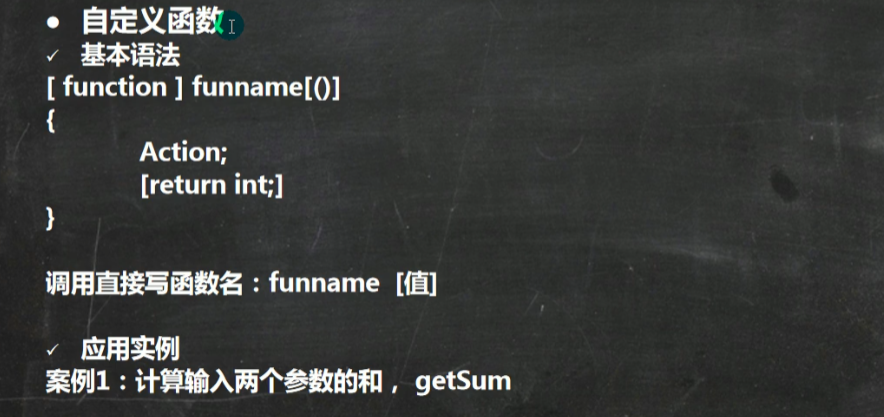 ● 自定义函数
✓ 基本语法
[ function ] funname[()]
{
Action;
[return int;]
}
调用直接写函数名：funname [值]
✓ 应用实例
案例1：计算输入两个参数的和， getSum